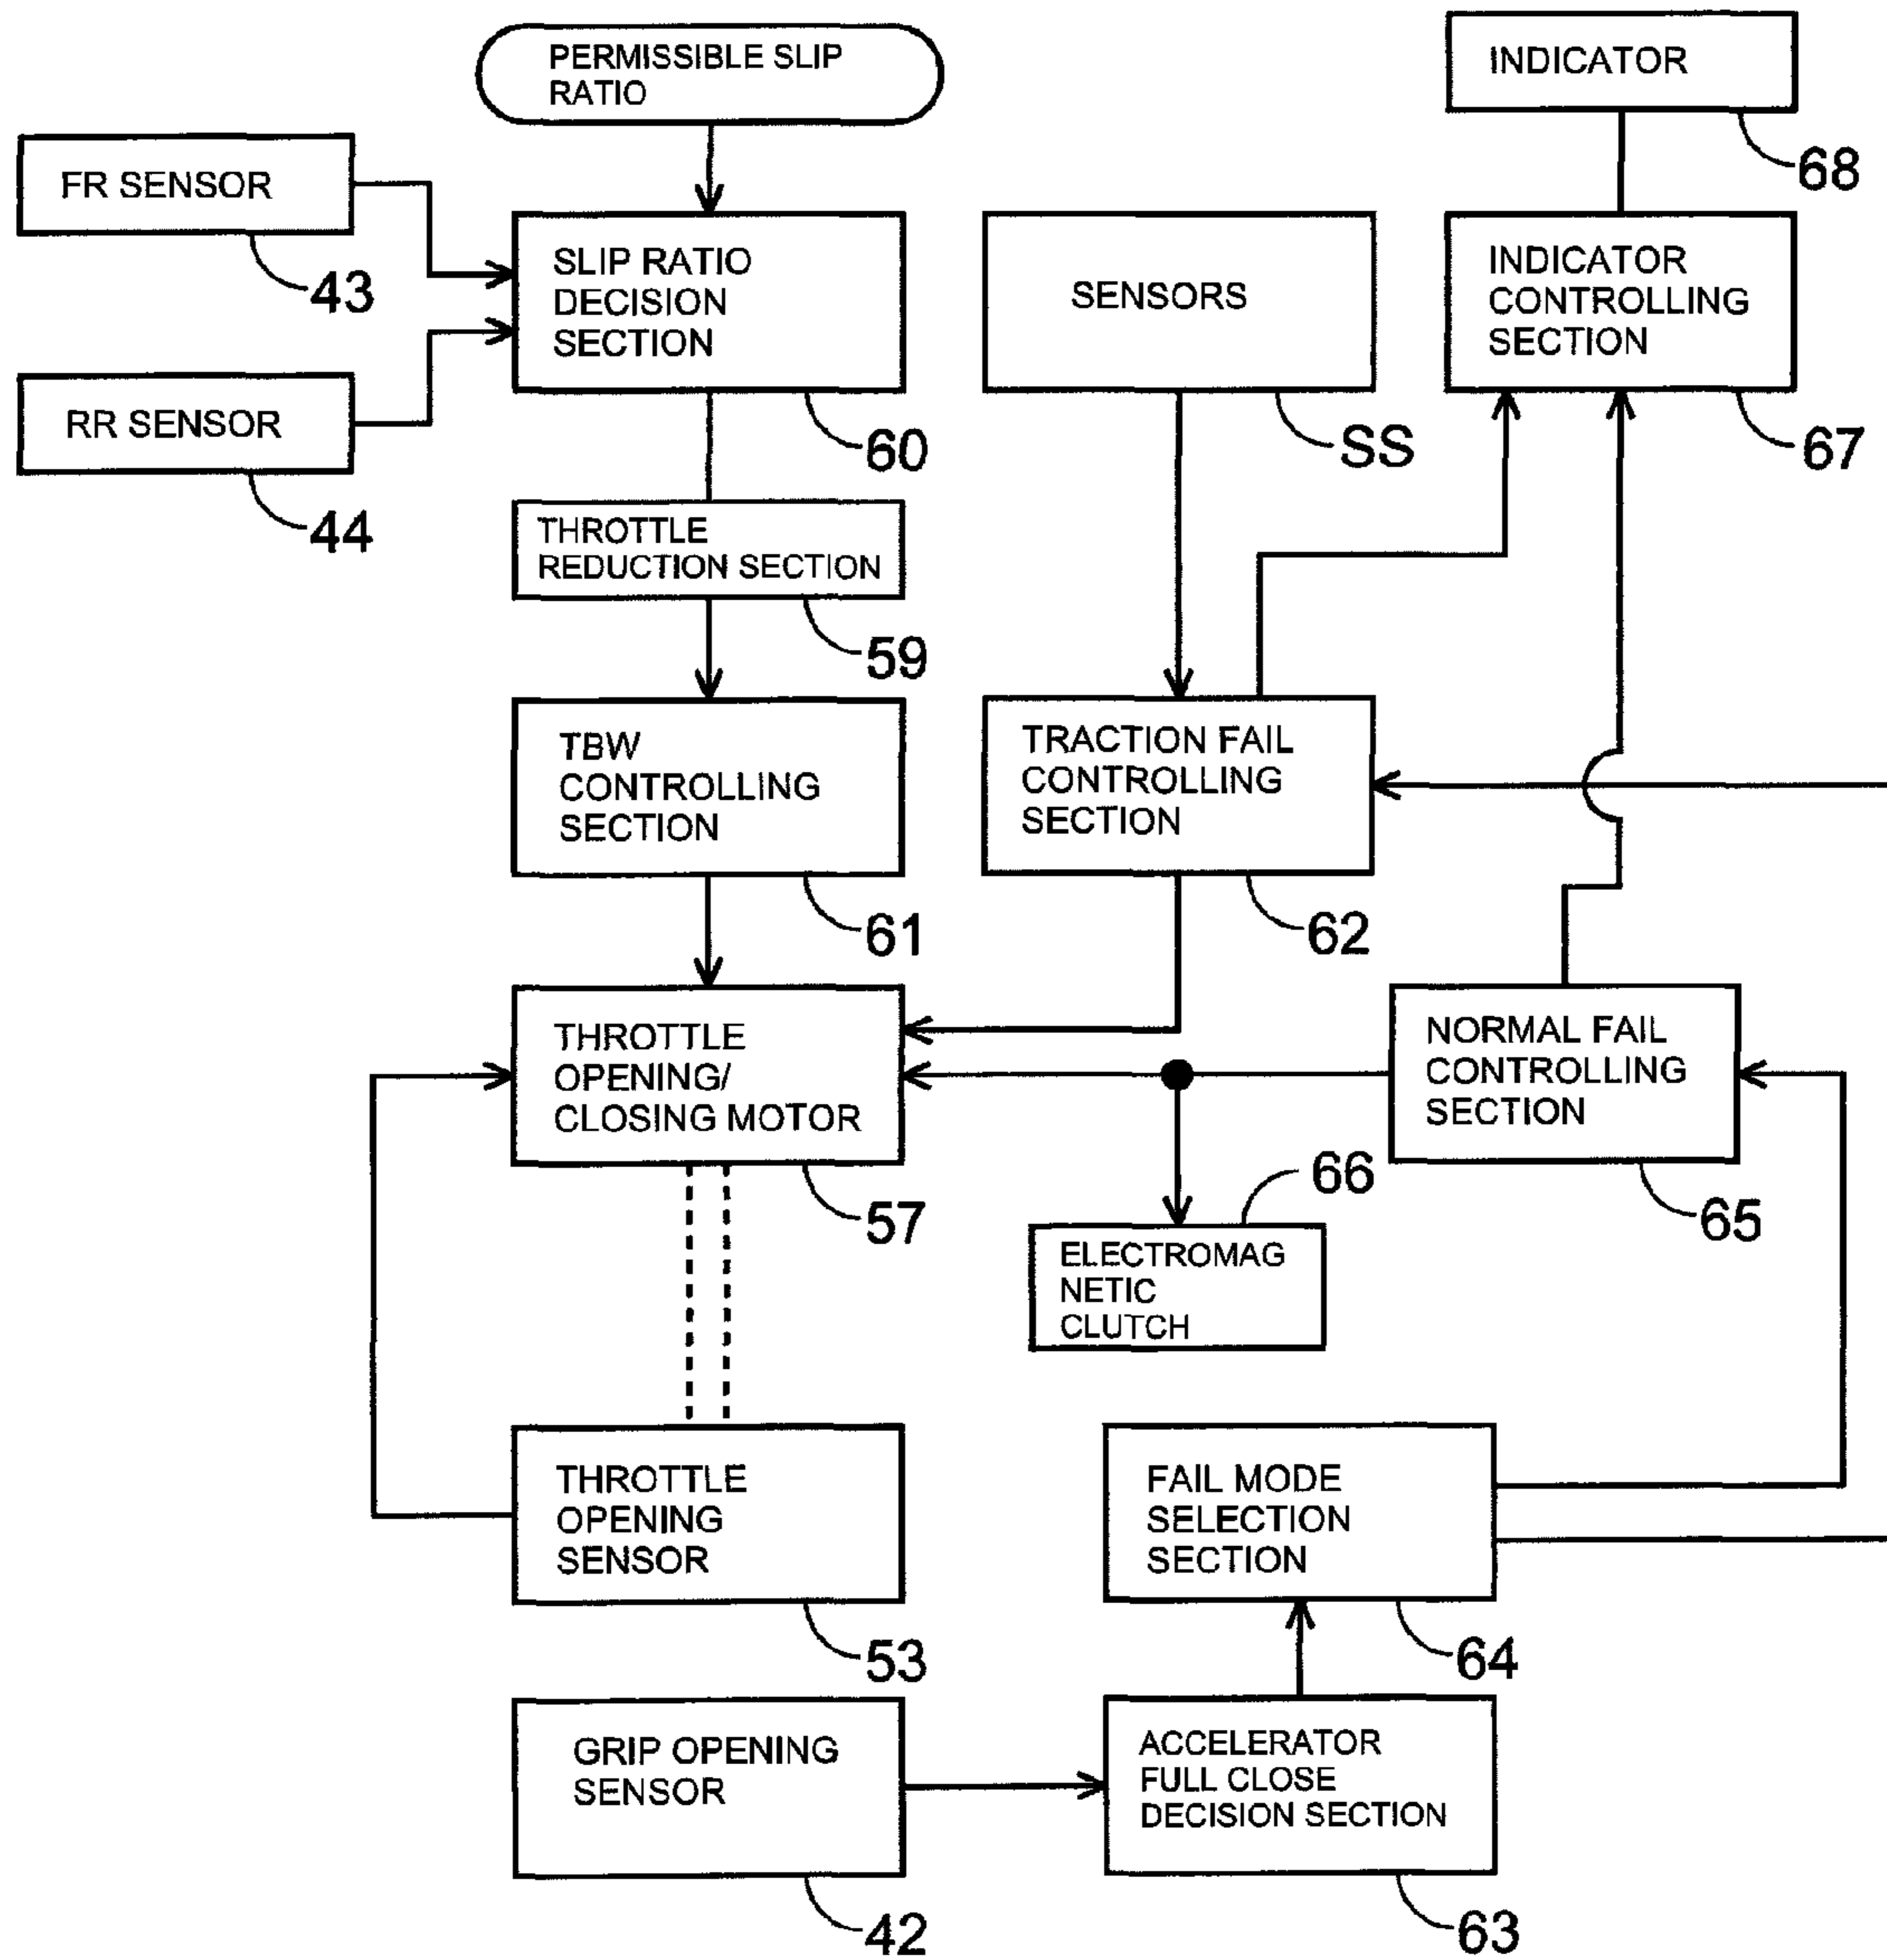 PERMISSIBLE SLIP
RATIO
INDICATOR
68
FR SENSOR
43
SLIP RATIO
DECISION
SECTION
60
SENSORS
SS
INDICATOR
CONTROLLING
SECTION
67
RR SENSOR
44
THROTTLE
REDUCTION SECTION
59
TBW
CONTROLLING
SECTION
61
TRACTION FAIL
CONTROLLING
SECTION
62
THROTTLE
OPENING/
CLOSING MOTOR
57
NORMAL FAIL
CONTROLLING
SECTION
65
66
ELECTROMAG
NETIC
CLUTCH
THROTTLE
OPENING
SENSOR
53
FAIL MODE
SELECTION
SECTION
64
GRIP OPENING
SENSOR
42
ACCELERATOR
FULL CLOSE
DECISION SECTION
63